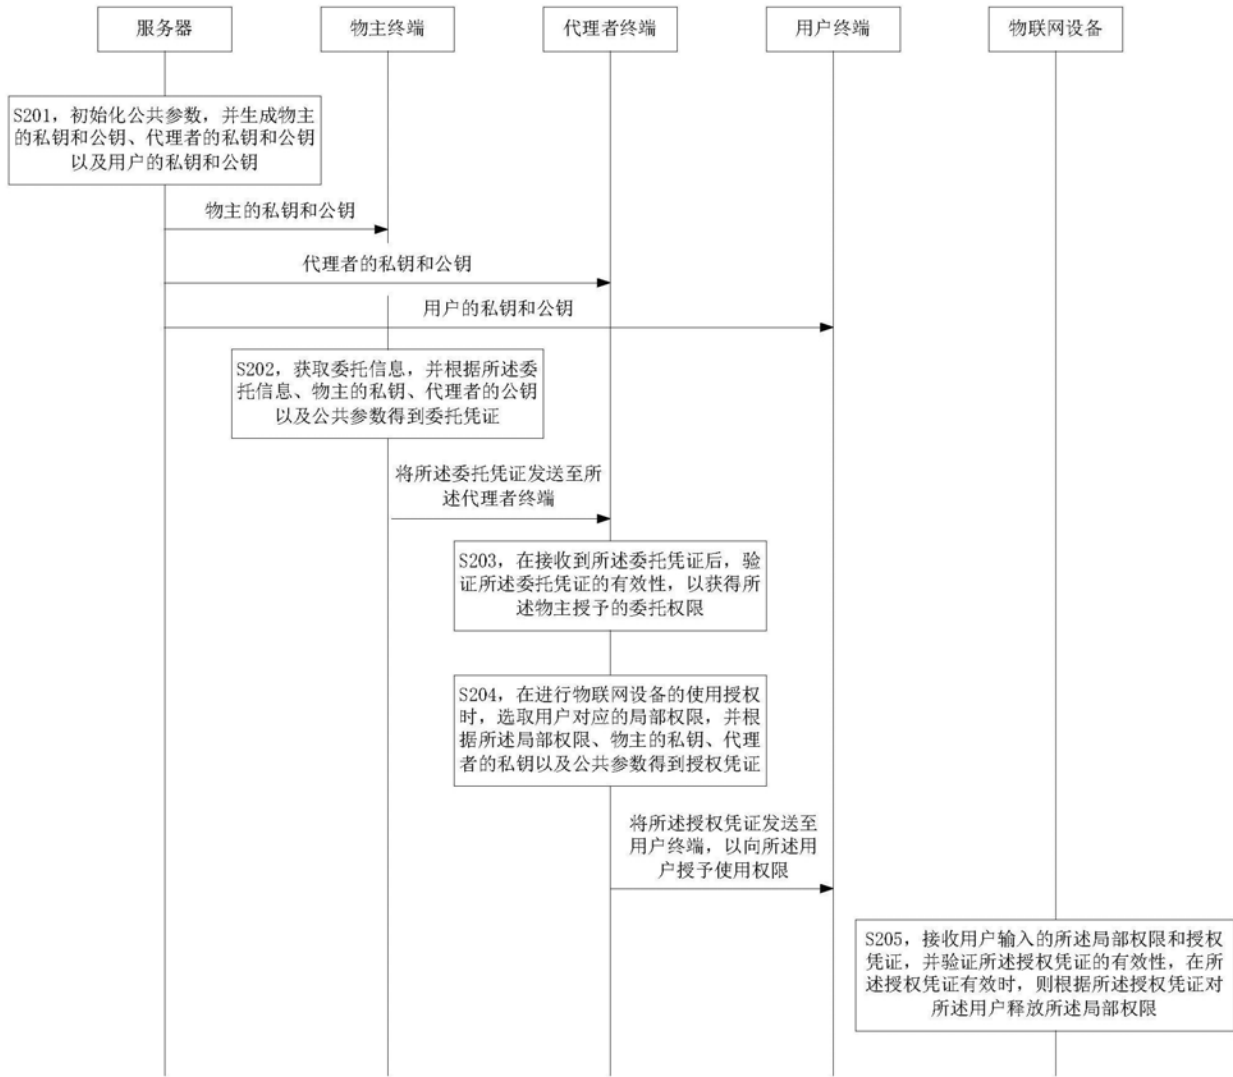 服务器
物主终端
代理者终端
用户终端
物联网设备
S201，初始化公共参数，并生成物主
的私钥和公钥、代理者的私钥和公钥
以及用户的私钥和公钥
物主的私钥和公钥
代理者的私钥和公钥
用户的私钥和公钥
S202，获取委托信息，并根据所述委
托信息、物主的私钥、代理者的公钥
以及公共参数得到委托凭证
将所述委托凭证发送至所
述代理者终端
S203，在接收到所述委托凭证后，验
证所述委托凭证的有效性，以获得所
述物主授予的委托权限
S204，在进行物联网设备的使用授权
时，选取用户对应的局部权限，并根
据所述局部权限、物主的私钥、代理
者的私钥以及公共参数得到授权凭证
将所述授权凭证发送至
用户终端，以向所述用
户授予使用权限
S205，接收用户输入的所述局部权限和授权
凭证，并验证所述授权凭证的有效性，在所
述授权凭证有效时，则根据所述授权凭证对
所述用户释放所述局部权限